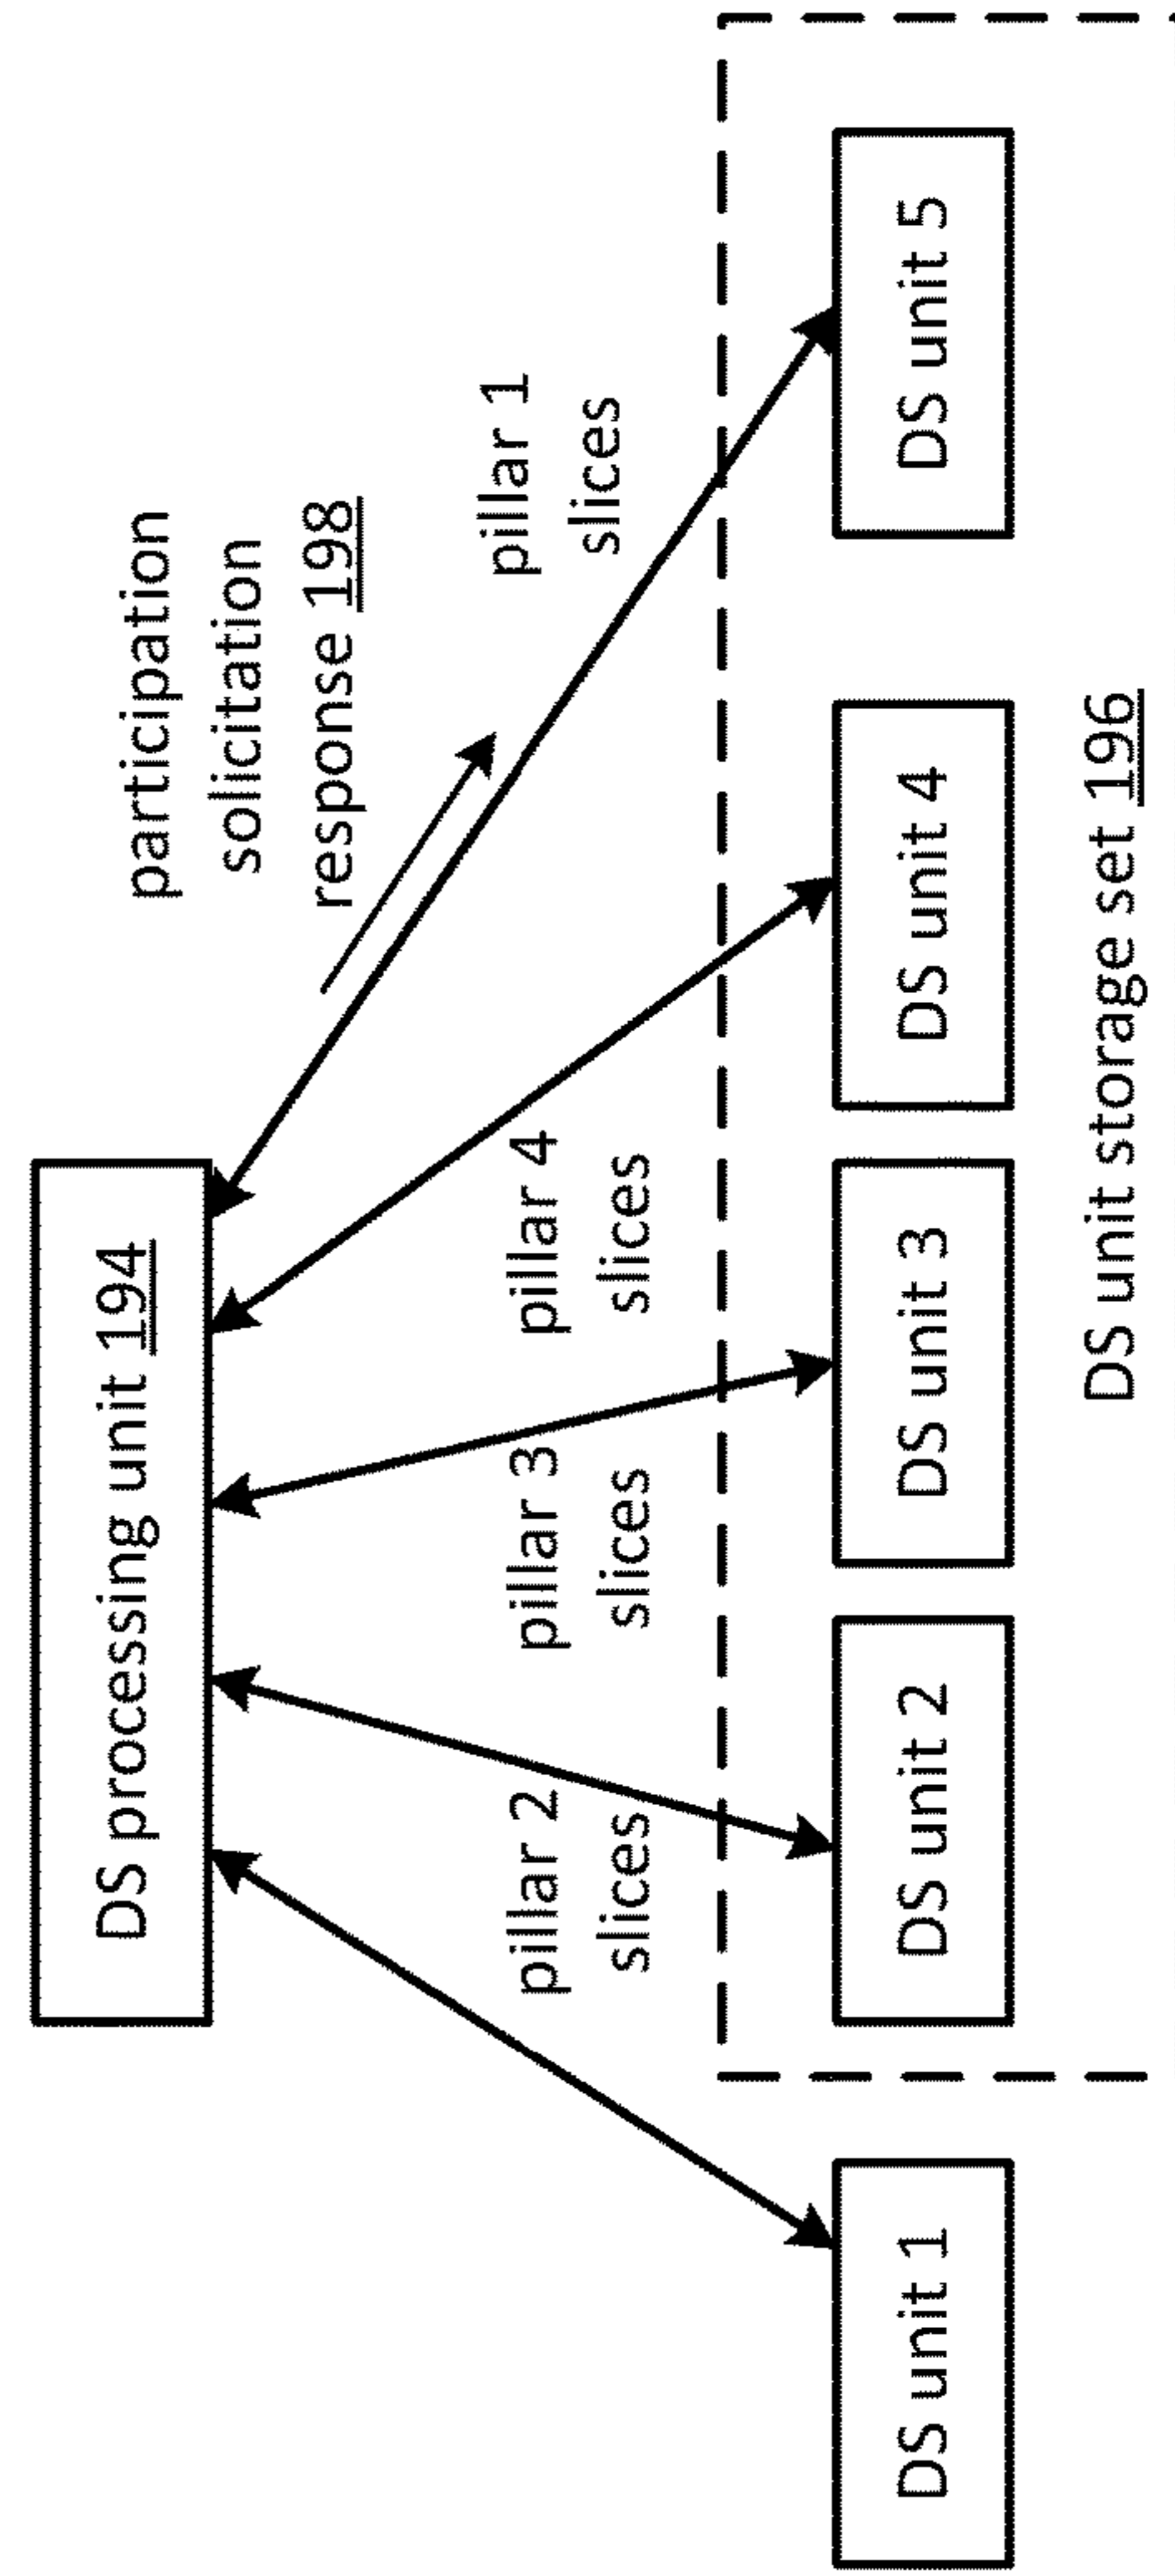 DS processing unit 194
participation
solicitation
response 198
pillar 1
slices
pillar 2
slices
pillar 3
slices
pillar 4
slices
DS unit 1
DS unit 2
DS unit 3
DS unit 4
DS unit 5
DS unit storage set 196